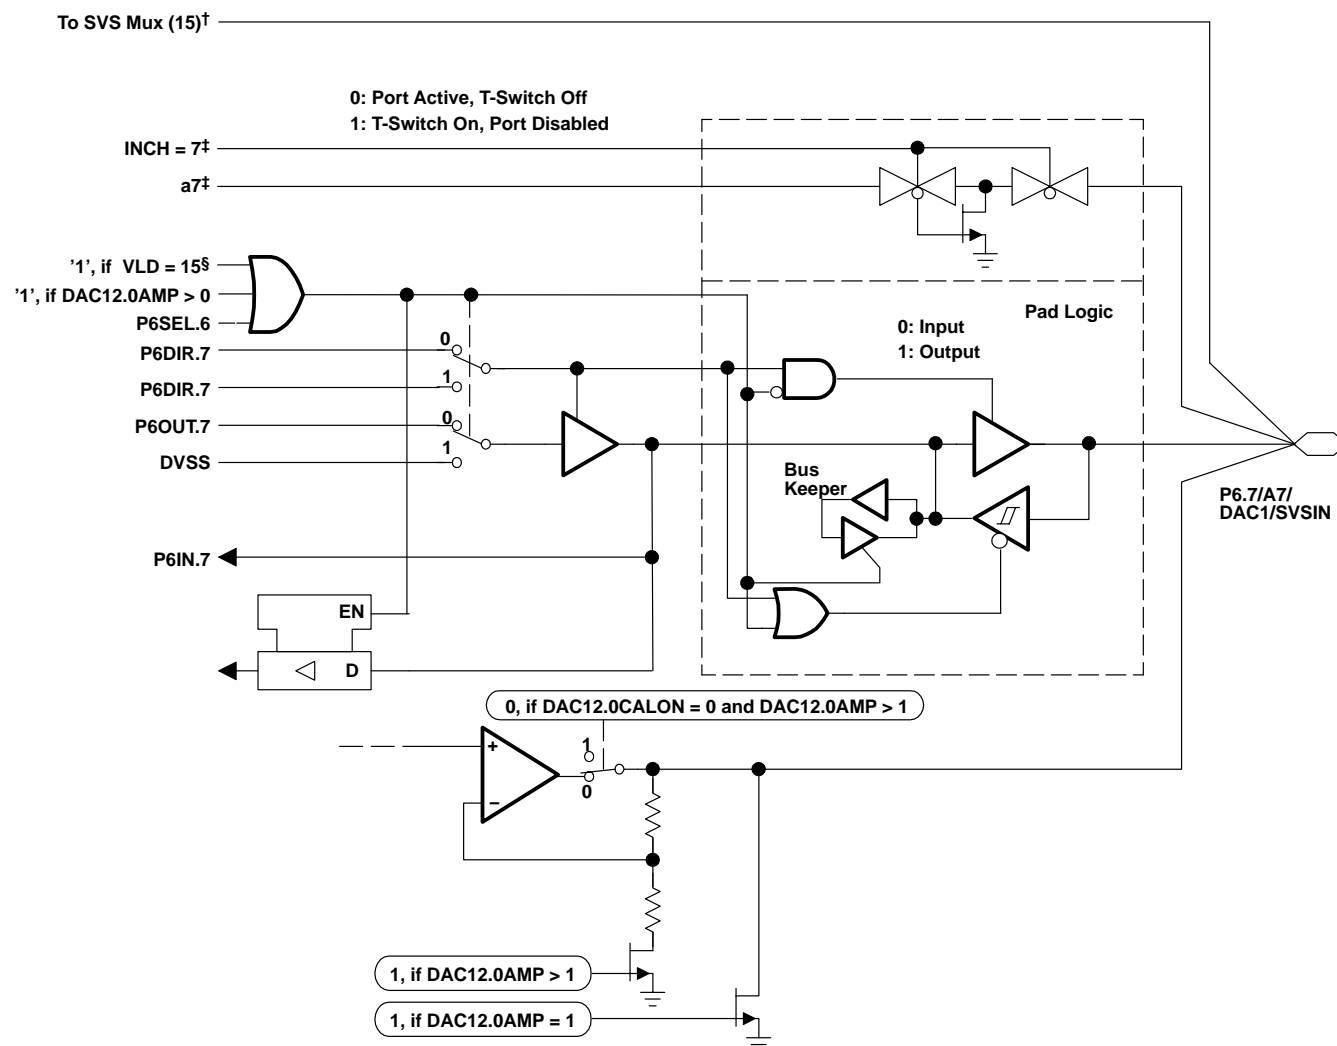 To SVS Mux (15)†
0: Port Active, T-Switch Off
1: T-Switch On, Port Disabled
INCH = 7‡
a7‡
'1', if VLD = 15§
'1', if DAC12.0AMP > 0
P6SEL.6
P6DIR.7
0
P6DIR.7
1
P6OUT.7
0
DVSS
1
Pad Logic
0: Input
1: Output
Bus
Keeper
P6.7/A7/
DAC1/SVSIN
P6IN.7
EN
D
0, if DAC12.0CALON = 0 and DAC12.0AMP > 1
+
−
1
0
1, if DAC12.0AMP > 1
1, if DAC12.0AMP = 1